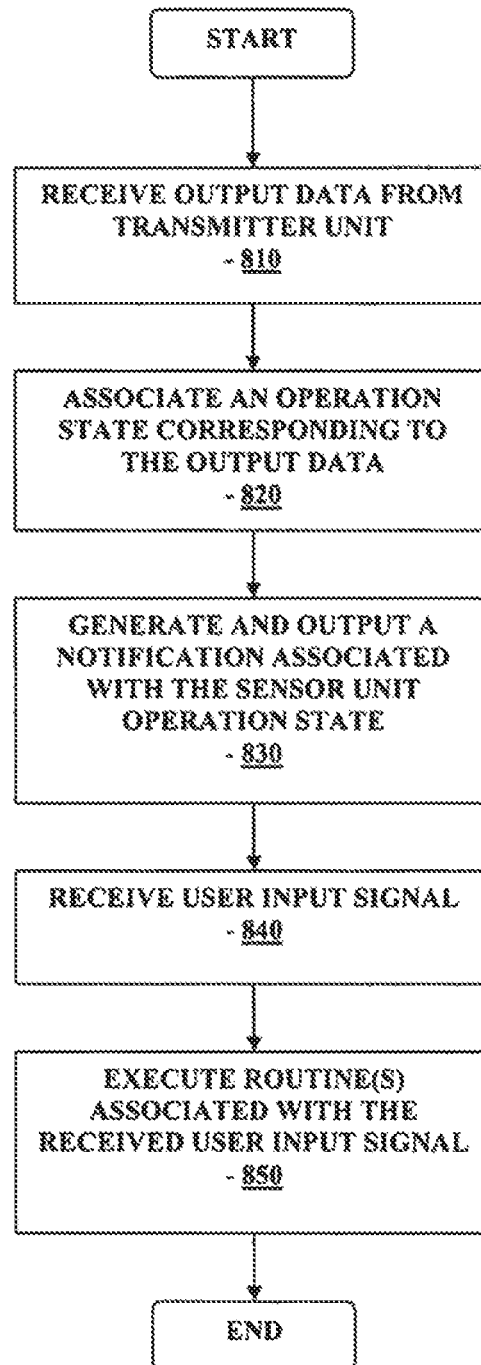 START
RECEIVE OUTPUT DATA FROM
TRANSMITTER UNIT
- 810
ASSOCIATE AN OPERATION
STATE CORRESPONDING TO
THE OUTPUT DATA
- 820
GENERATE AND OUTPUT A
NOTIFICATION ASSOCIATED
WITH THE SENSOR UNIT
OPERATION STATE
- 830
RECEIVE USER INPUT SIGNAL
- 840
EXECUTE ROUTINE(S)
ASSOCIATED WITH THE
RECEIVED USER INPUT SIGNAL
- 850
END